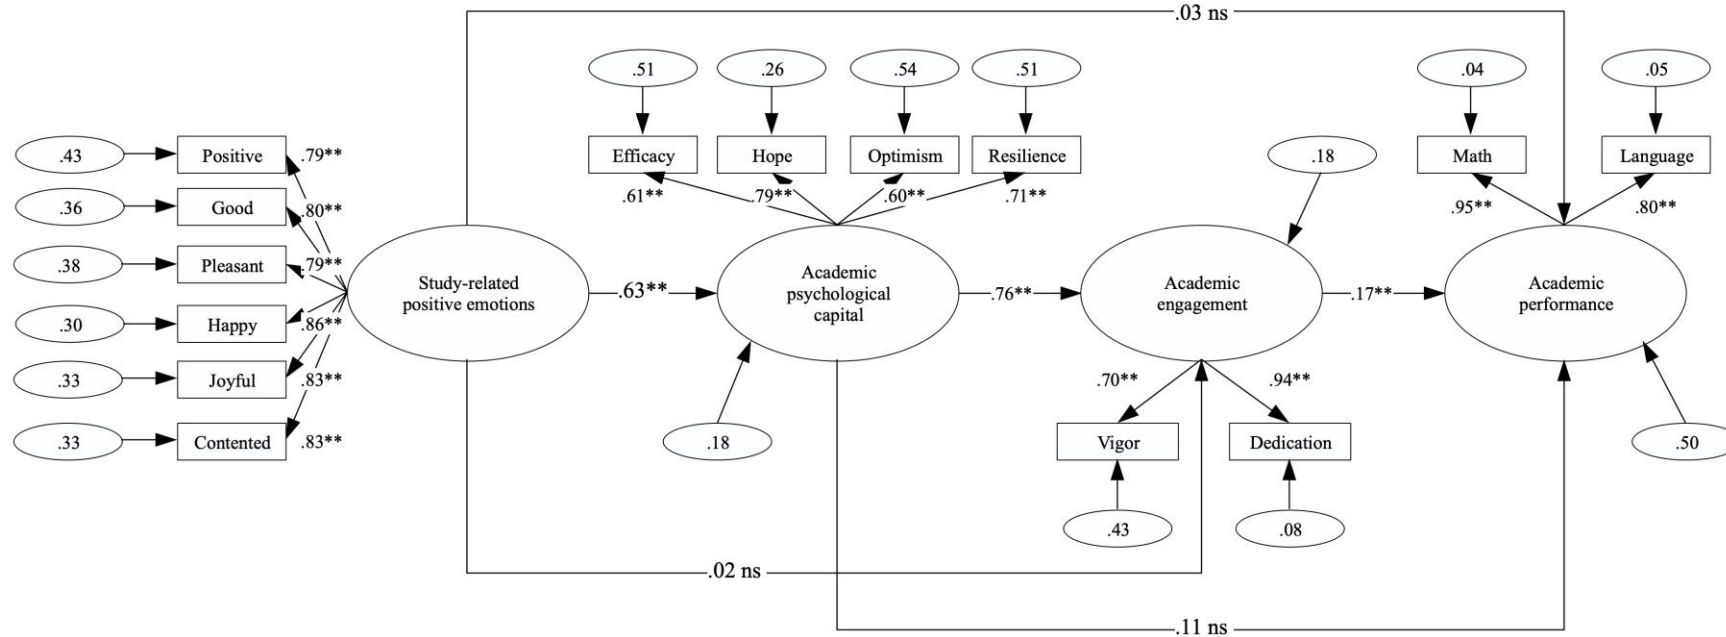 .03 ns
.51
.26
.54
.51
.04
.05
.43
Positive
.79**
Efficacy
Hope
Optimism
Resilience
.18
Math
Language
.61**
.79**
.60**
.71**
.95**
.80**
.36
Good
.80**
.38
Pleasant
.79**
.30
Happy
.86**
.33
Joyful
.83**
.33
Contented
.83**
Study-related
positive emotions
.63**
Academic
psychological
capital
.76**
Academic
engagement
.17**
Academic
performance
.70**
.94**
.18
Vigor
Dedication
.50
.43
.08
.02 ns
.11 ns